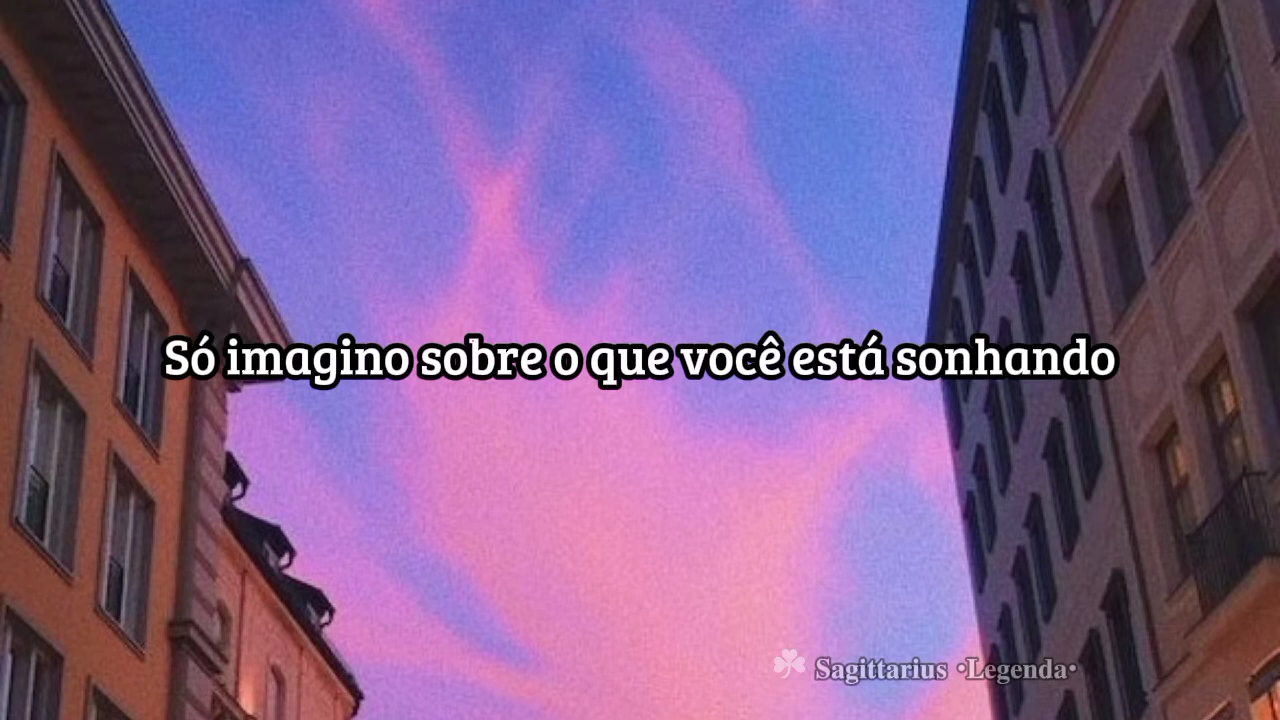 Só imagino sobre o que você está sonhando
Sagittarius •Legenda•